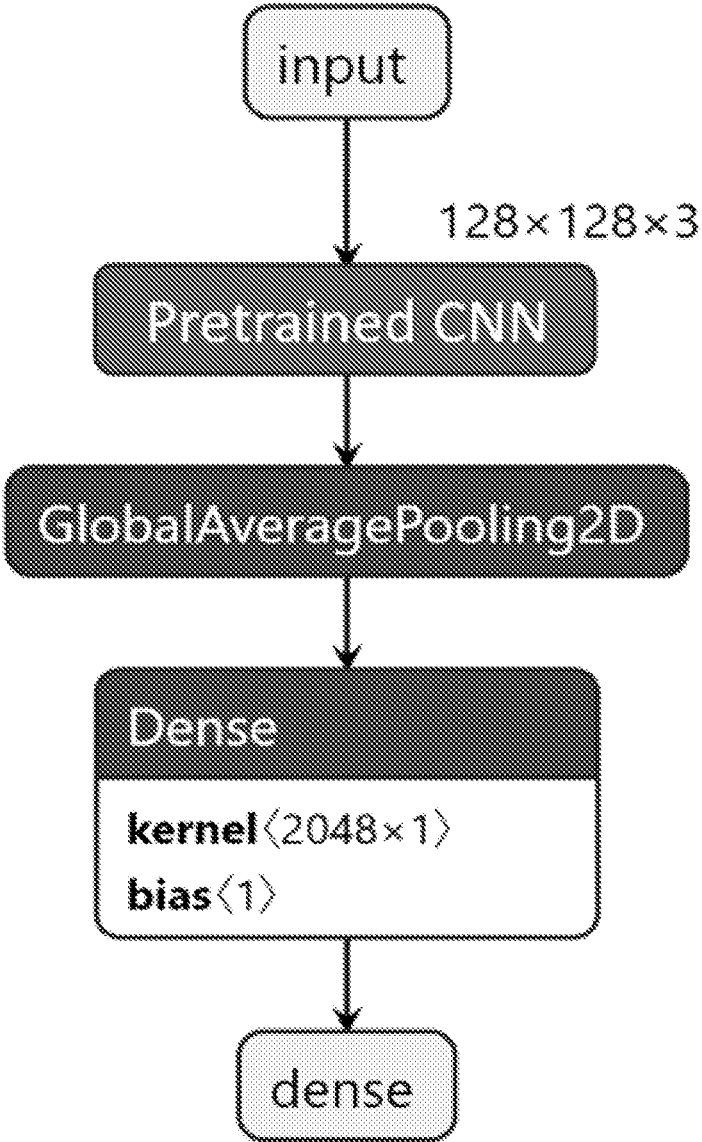 input
128×128×3
Pretrained CNN
GlobalAveragePooling2D
Dense
kernel〈2048×1〉
bias〈1〉
dense